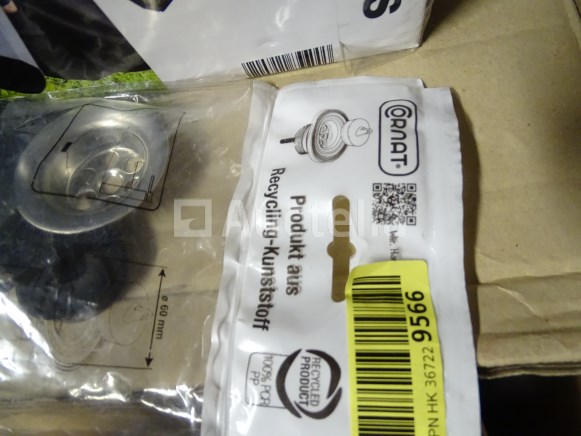 CORNAT
Produkt aus
Recycling-Kunststoff
RECYCLED
PRODUCT
100% PCR
PP
ø 60 mm
PN HK 36722 9566